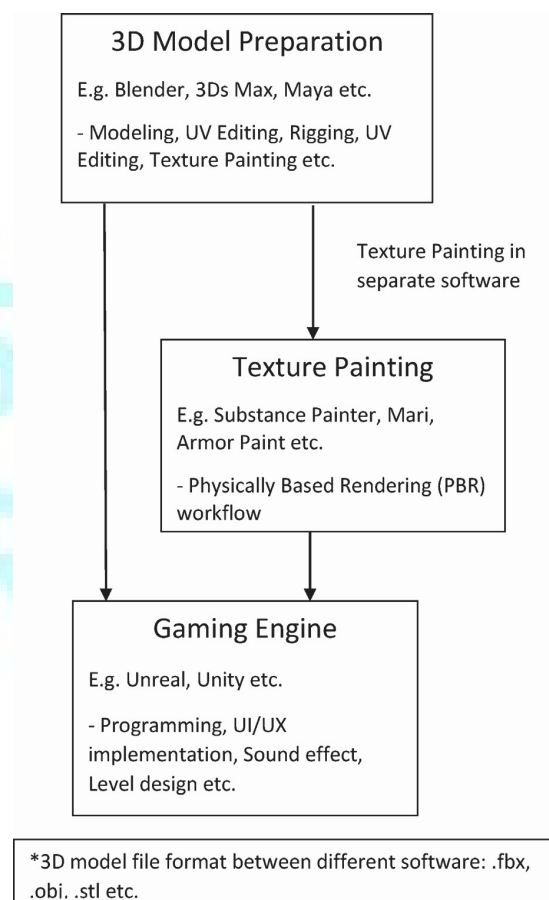 3D Model Preparation
E.g. Blender, 3Ds Max, Maya etc.
- Modeling, UV Editing, Rigging, UV
Editing, Texture Painting etc.
Texture Painting in
separate software
Texture Painting
E.g. Substance Painter, Mari,
Armor Paint etc.
- Physically Based Rendering (PBR)
workflow
Gaming Engine
E.g. Unreal, Unity etc.
- Programming, UI/UX
implementation, Sound effect,
Level design etc.
*3D model file format between different software: .fbx,
.obj, .stl etc.